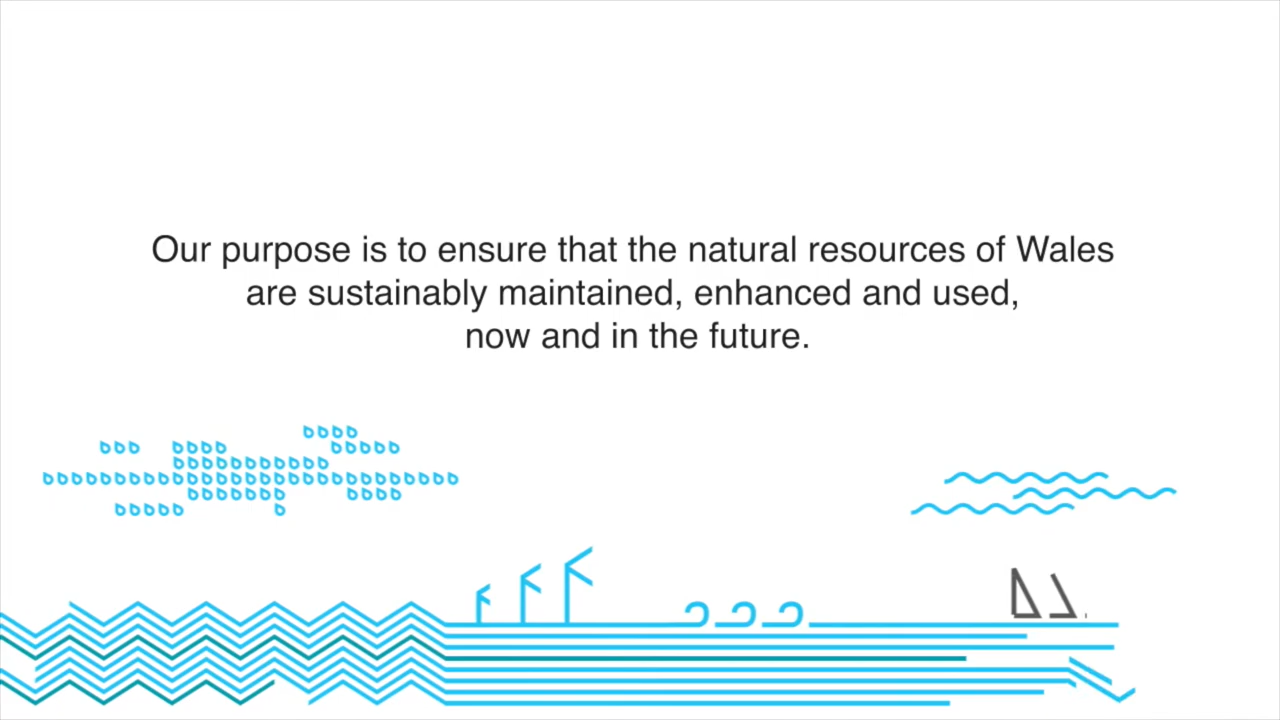 Our purpose is to ensure that the natural resources of Wales
are sustainably maintained, enhanced and used,
now and in the future.